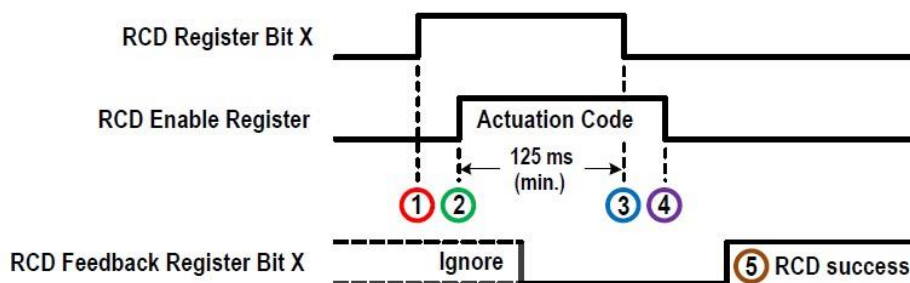 RCD Register Bit X
RCD Enable Register
Actuation Code
125 ms
(min.)
1 2 3 4
RCD Feedback Register Bit X
Ignore
5 RCD success